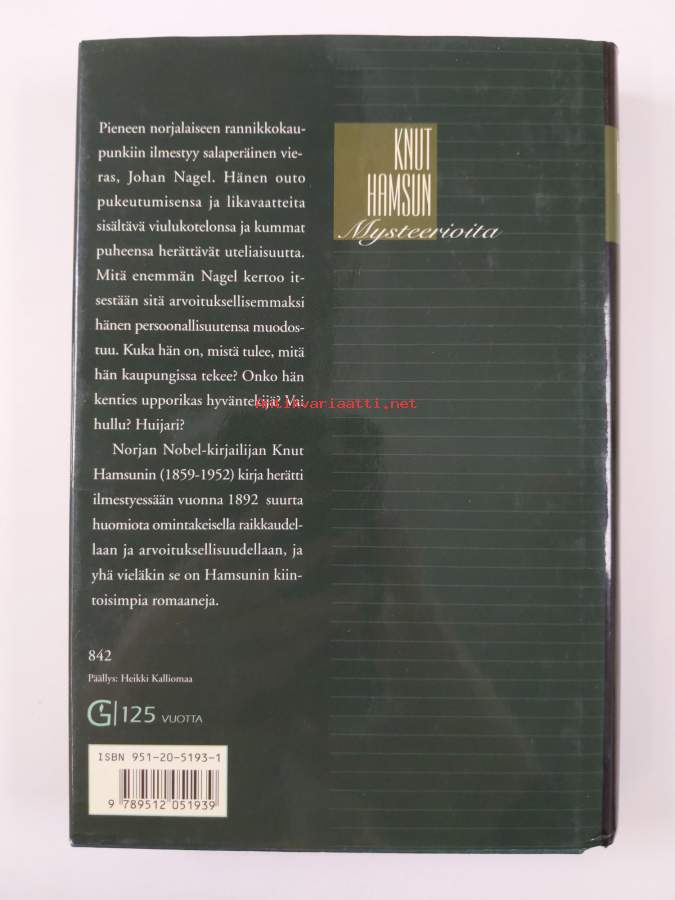 Pieneen norjalaiseen rannikkokau-
punkiin ilmestyy salaperäinen vie-
ras, Johan Nagel. Hänen outo
pukeutumisensa ja likavaatteita
sisältävä viulukotelonsa ja kummat
puheensa herättävät uteliaisuutta.
Mitä enemmän Nagel kertoo it-
sestään sitä arvoituksellisemmaksi
hänen persoonallisuutensa muodos-
tuu. Kuka hän on, mistä tulee, mitä
hän kaupungissa tekee? Onko hän
kenties upporikas hyväntekijä? Vai
hullu? Huijari?
Norjan Nobel-kirjailijan Knut
Hamsunin (1859-1952) kirja herätti
ilmestyessään vuonna 1892 suurta
huomiota omintakeisella raikkaudel-
laan ja arvoituksellisuudellaan, ja
yhä vieläkin se on Hamsunin kiin-
toisimpia romaaneja.
842
Päällys: Heikki Kalliomaa
G 125 VUOTTA
ISBN 951-20-5193-1
9 789512 051939
KNUT
HAMSUN
Mysteerioita
Antikvariaatti.net